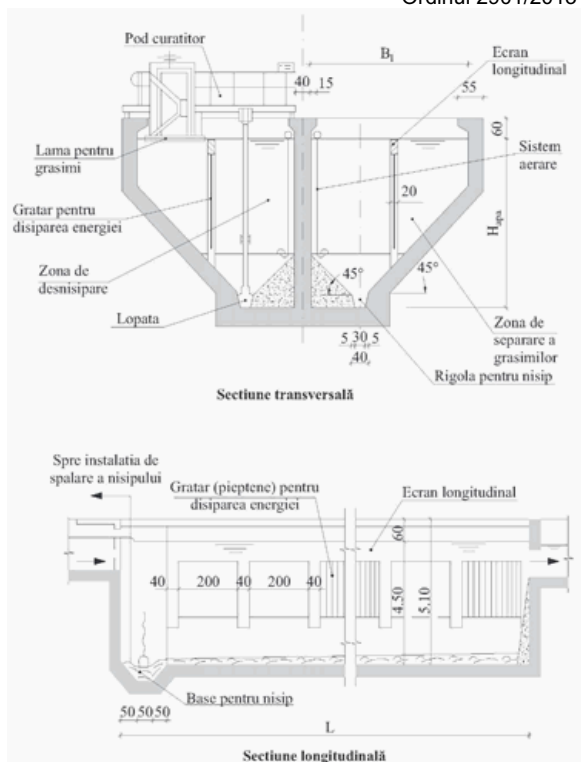 Ordinul 2901/2013
Pod curatitor
B₁
Ecran
longitudinal
40
15
55
60
Lama pentru
grasimi
Sistem
aerare
Gratar pentru
disiparea energiei
20
Hapa
Zona de
desnisipare
45°
45°
Lopata
5 30 5
40
Zona de
separare a
grasimilor
Rigola pentru nisip
Sectiune transversală
Spre instalatia de
spalare a nisipului
Gratar (pieptene) pentru
disiparea energiei
Ecran longitudinal
60
40 200 40 200 40
4.50
5.10
Base pentru nisip
50 50 50
L
Sectiune longitudinală